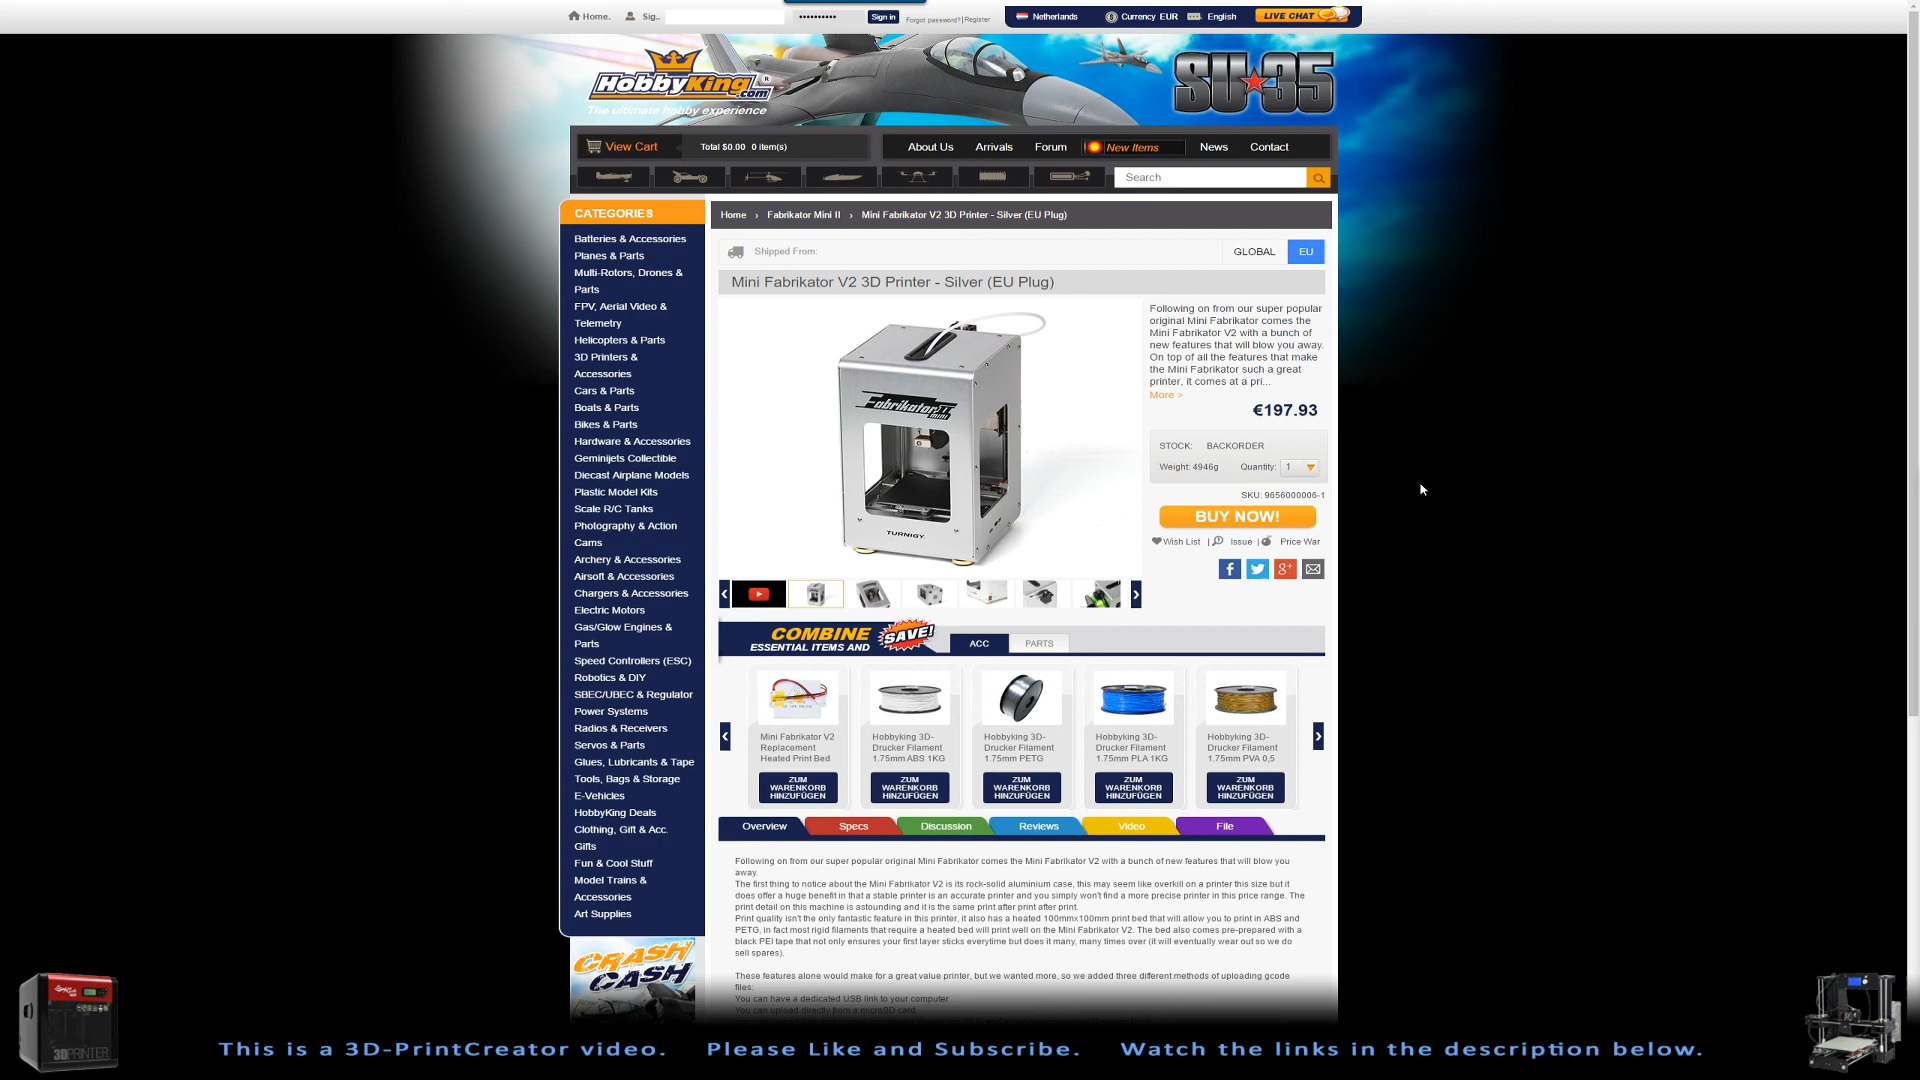 Home.
Sig..
Sign in
Forgot password? | Register
Netherlands
Currency EUR
English
LIVE CHAT
HobbyKing.com
The ultimate hobby experience
SU★35
View Cart
Total $0.00 0 item(s)
About Us
Arrivals
Forum
New Items
News
Contact
Search
CATEGORIES
Batteries & Accessories
Planes & Parts
Multi-Rotors, Drones &
Parts
FPV, Aerial Video &
Telemetry
Helicopters & Parts
3D Printers &
Accessories
Cars & Parts
Boats & Parts
Bikes & Parts
Hardware & Accessories
Geminijets Collectible
Diecast Airplane Models
Plastic Model Kits
Scale R/C Tanks
Photography & Action
Cams
Archery & Accessories
Airsoft & Accessories
Chargers & Accessories
Electric Motors
Gas/Glow Engines &
Parts
Speed Controllers (ESC)
Robotics & DIY
SBEC/UBEC & Regulator
Power Systems
Radios & Receivers
Servos & Parts
Glues, Lubricants & Tape
Tools, Bags & Storage
E-Vehicles
HobbyKing Deals
Clothing, Gift & Acc.
Gifts
Fun & Cool Stuff
Model Trains &
Accessories
Art Supplies
CRASH
CASH
Home › Fabrikator Mini II › Mini Fabrikator V2 3D Printer - Silver (EU Plug)
Shipped From:
GLOBAL
EU
Mini Fabrikator V2 3D Printer - Silver (EU Plug)
Fabrikator II
mini
TURNIGY
Following on from our super popular
original Mini Fabrikator comes the
Mini Fabrikator V2 with a bunch of
new features that will blow you away.
On top of all the features that make
the Mini Fabrikator such a great
printer, it comes at a pri...
More >
€197.93
STOCK: BACKORDER
Weight: 4946g Quantity: 1
SKU: 9656000006-1
BUY NOW!
Wish List | Issue | Price War
COMBINE
SAVE!
ESSENTIAL ITEMS AND
ACC
PARTS
Mini Fabrikator V2
Replacement
Heated Print Bed
ZUM
WARENKORB
HINZUFÜGEN
Hobbyking 3D-
Drucker Filament
1.75mm ABS 1KG
ZUM
WARENKORB
HINZUFÜGEN
Hobbyking 3D-
Drucker Filament
1.75mm PETG
ZUM
WARENKORB
HINZUFÜGEN
Hobbyking 3D-
Drucker Filament
1.75mm PLA 1KG
ZUM
WARENKORB
HINZUFÜGEN
Hobbyking 3D-
Drucker Filament
1.75mm PVA 0,5
ZUM
WARENKORB
HINZUFÜGEN
Overview
Specs
Discussion
Reviews
Video
File
Following on from our super popular original Mini Fabrikator comes the Mini Fabrikator V2 with a bunch of new features that will blow you
away.
The first thing to notice about the Mini Fabrikator V2 is its rock-solid aluminium case, this may seem like overkill on a printer this size but it
does offer a huge benefit in that a stable printer is an accurate printer and you simply won't find a more precise printer in this price range. The
print detail on this machine is astounding and it is the same print after print after print.
Print quality isn't the only fantastic feature in this printer, it also has a heated 100mmx100mm print bed that will allow you to print in ABS and
PETG, in fact most rigid filaments that require a heated bed will print well on the Mini Fabrikator V2. The bed also comes pre-prepared with a
black PEI tape that not only ensures your first layer sticks everytime but does it many, many times over (it will eventually wear out so we do
sell spares).
These features alone would make for a great value printer, but we wanted more, so we added three different methods of uploading gcode
files:
You can have a dedicated USB link to your computer
You can upload directly from a microSD card
3DPRINTER
This is a 3D-PrintCreator video. Please Like and Subscribe. Watch the links in the description below.